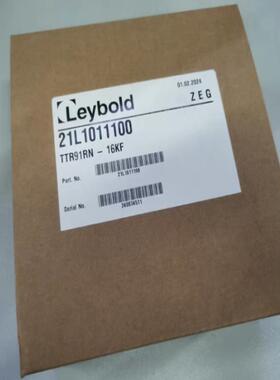 Leybold
01.02.2024
ZEG
21L1011100
TTR91RN - 16KF
Part. No.
21L1011100
Serial No.